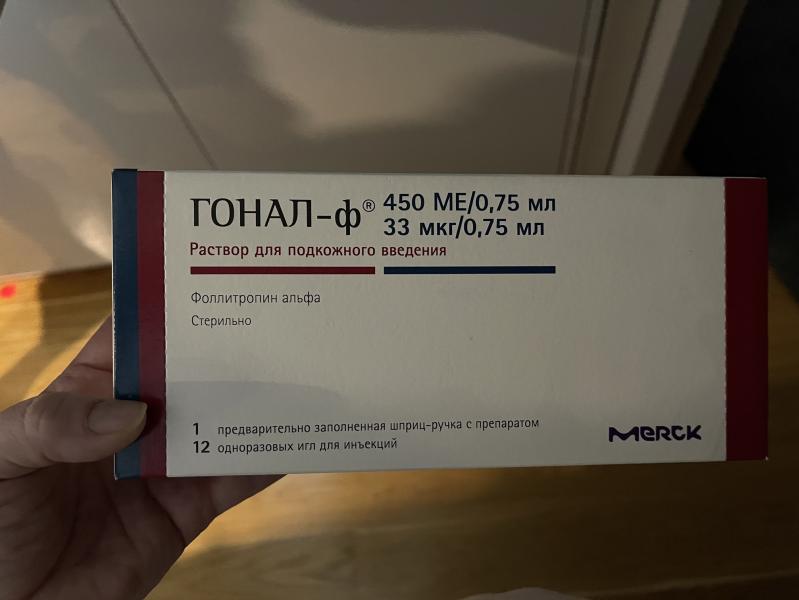 ГОНАЛ-ф® 450 МЕ/0,75 мл
33 мкг/0,75 мл
Раствор для подкожного введения
Фоллитропин альфа
Стерильно
1 предварительно заполненная шприц-ручка с препаратом
12 одноразовых игл для инъекций
MERCK